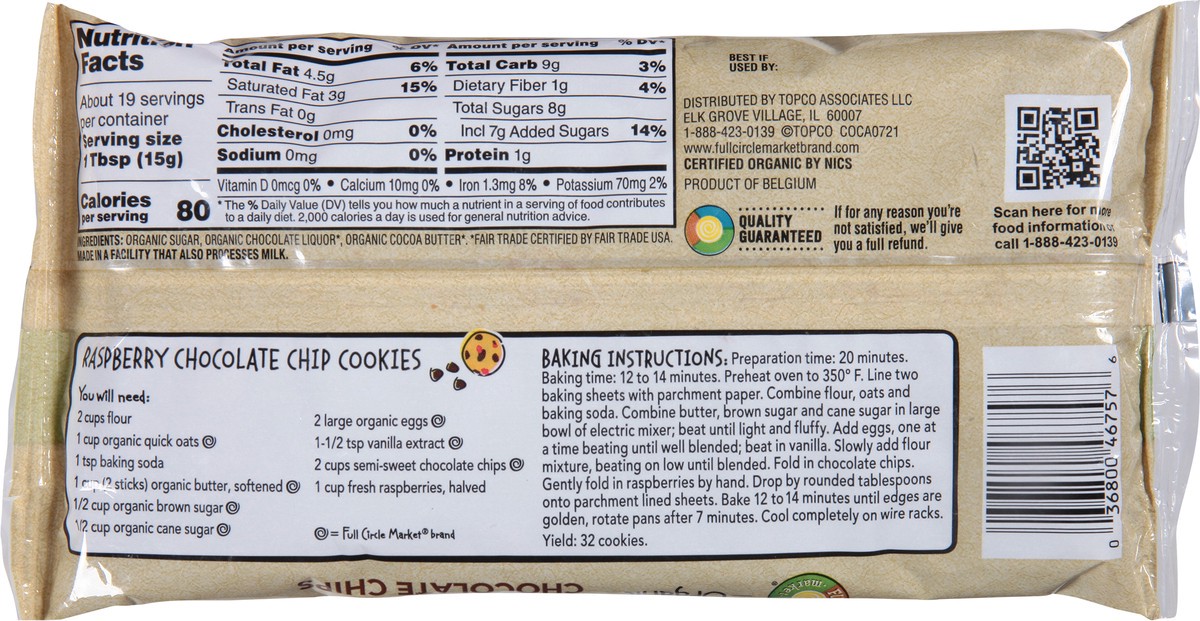 Nutrition
Facts
About 19 servings
per container
Serving size
1 Tbsp (15g)
Calories
per serving 80
Amount per serving % DV*
Total Fat 4.5g 6%
Saturated Fat 3g 15%
Trans Fat 0g
Cholesterol 0mg 0%
Sodium 0mg 0%
Amount per serving % DV*
Total Carb 9g 3%
Dietary Fiber 1g 4%
Total Sugars 8g
Incl 7g Added Sugars 14%
Protein 1g
Vitamin D 0mcg 0% • Calcium 10mg 0% • Iron 1.3mg 8% • Potassium 70mg 2%
*The % Daily Value (DV) tells you how much a nutrient in a serving of food contributes
to a daily diet. 2,000 calories a day is used for general nutrition advice.
INGREDIENTS: ORGANIC SUGAR, ORGANIC CHOCOLATE LIQUOR*, ORGANIC COCOA BUTTER*. *FAIR TRADE CERTIFIED BY FAIR TRADE USA.
MADE IN A FACILITY THAT ALSO PROCESSES MILK.
BEST IF
USED BY:
DISTRIBUTED BY TOPCO ASSOCIATES LLC
ELK GROVE VILLAGE, IL 60007
1-888-423-0139 ©TOPCO COCA0721
www.fullcirclemarketbrand.com
CERTIFIED ORGANIC BY NICS
PRODUCT OF BELGIUM
QUALITY
GUARANTEED
If for any reason you're
not satisfied, we'll give
you a full refund.
Scan here for more
food information or
call 1-888-423-0139
RASPBERRY CHOCOLATE CHIP COOKIES
You will need:
2 cups flour
1 cup organic quick oats
1 tsp baking soda
1 cup (2 sticks) organic butter, softened
1/2 cup organic brown sugar
1/2 cup organic cane sugar
2 large organic eggs
1-1/2 tsp vanilla extract
2 cups semi-sweet chocolate chips
1 cup fresh raspberries, halved
= Full Circle Market® brand
BAKING INSTRUCTIONS: Preparation time: 20 minutes.
Baking time: 12 to 14 minutes. Preheat oven to 350° F. Line two
baking sheets with parchment paper. Combine flour, oats and
baking soda. Combine butter, brown sugar and cane sugar in large
bowl of electric mixer; beat until light and fluffy. Add eggs, one at
a time beating until well blended; beat in vanilla. Slowly add flour
mixture, beating on low until blended. Fold in chocolate chips.
Gently fold in raspberries by hand. Drop by rounded tablespoons
onto parchment lined sheets. Bake 12 to 14 minutes until edges are
golden, rotate pans after 7 minutes. Cool completely on wire racks.
Yield: 32 cookies.
0 36800 46757 6
CHOCOLATE CHIPS